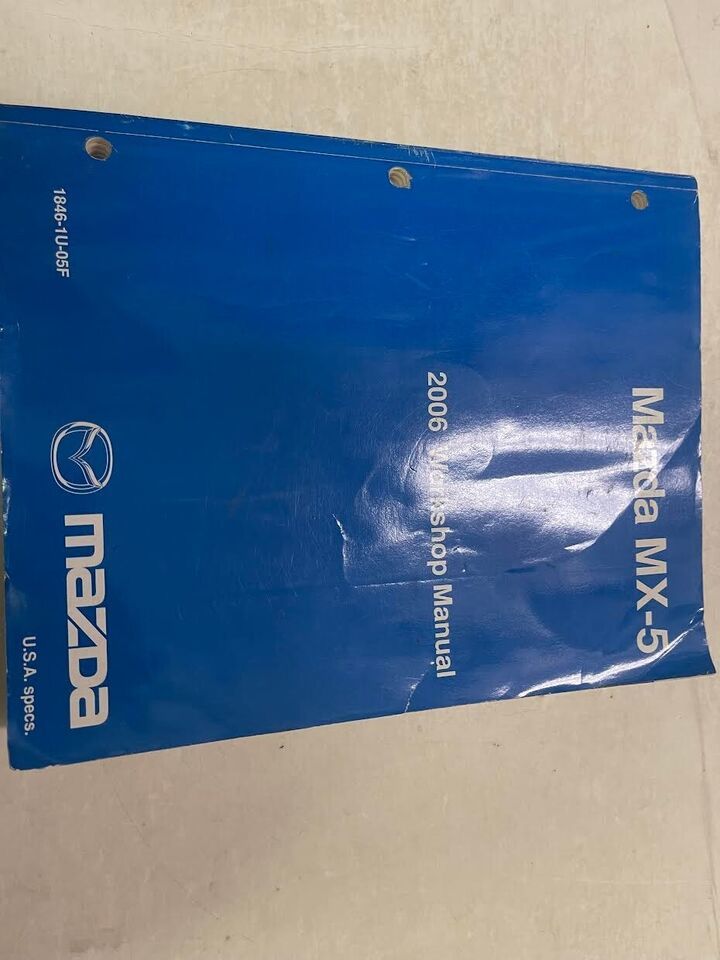 Mazda MX-5
2006 Workshop Manual
mazDa
1846-1U-05F
U.S.A. specs.